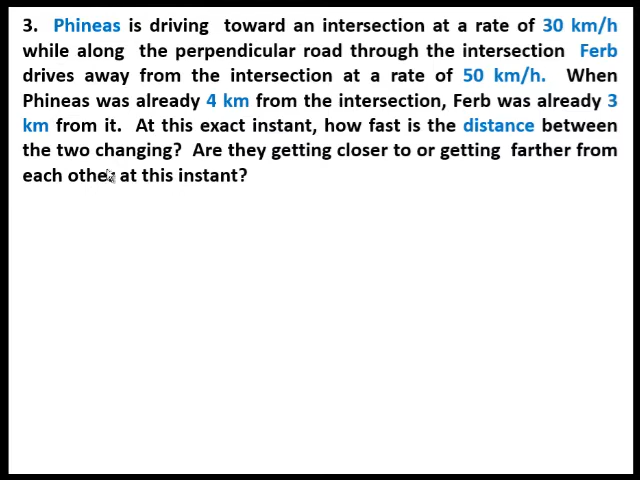 3. Phineas is driving toward an intersection at a rate of 30 km/h
while along the perpendicular road through the intersection Ferb
drives away from the intersection at a rate of 50 km/h. When
Phineas was already 4 km from the intersection, Ferb was already 3
km from it. At this exact instant, how fast is the distance between
the two changing? Are they getting closer to or getting farther from
each other at this instant?